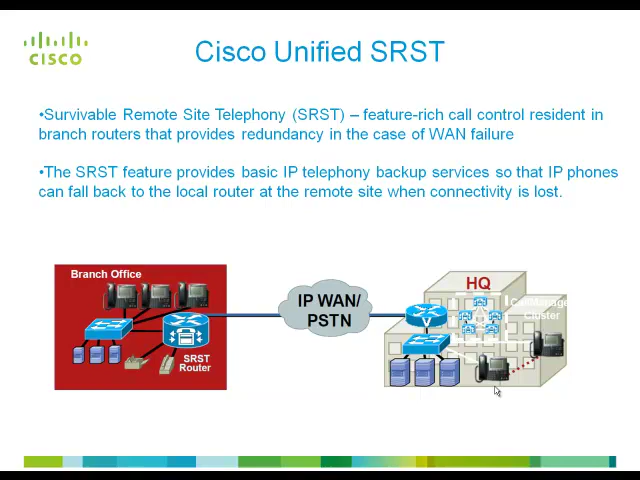 CISCO
Cisco Unified SRST
•Survivable Remote Site Telephony (SRST) – feature-rich call control resident in
branch routers that provides redundancy in the case of WAN failure
•The SRST feature provides basic IP telephony backup services so that IP phones
can fall back to the local router at the remote site when connectivity is lost.
Branch Office
SRST
Router
IP WAN/
PSTN
HQ
CallManager
Cluster
V